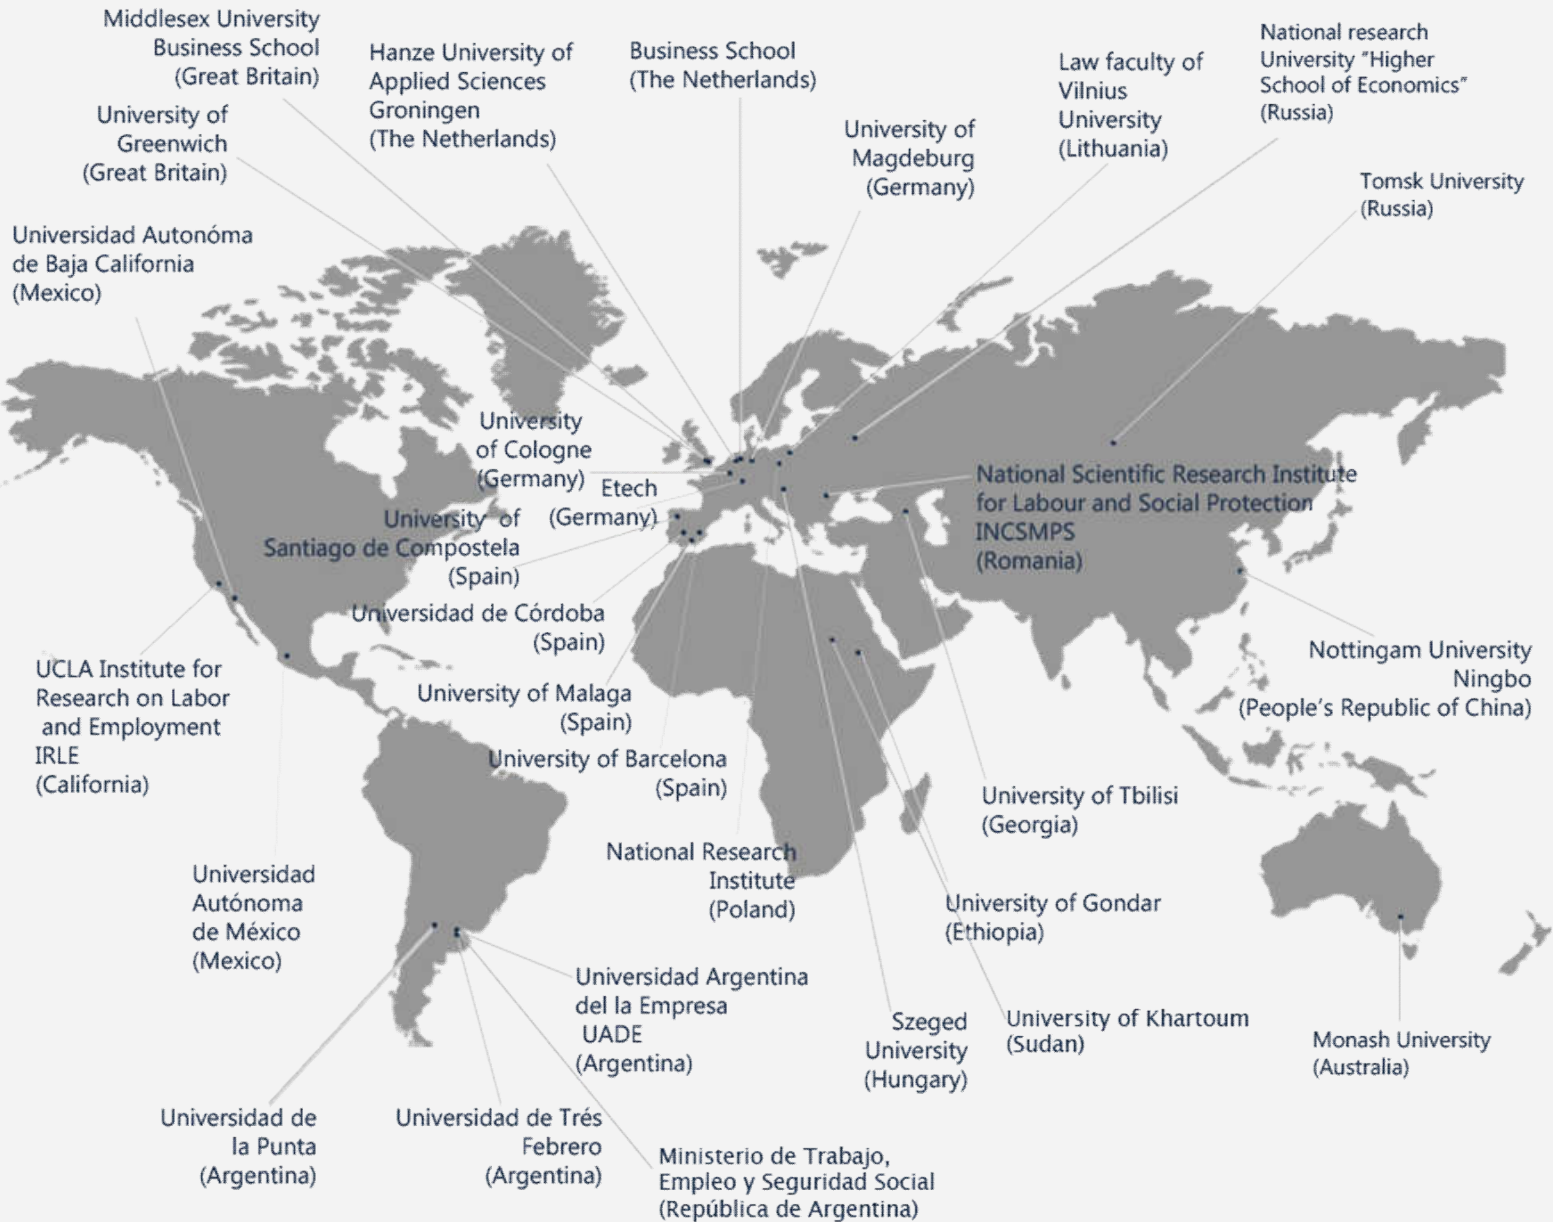 Middlesex University
Business School
(Great Britain)
Hanze University of
Applied Sciences
Groningen
(The Netherlands)
Business School
(The Netherlands)
Law faculty of
Vilnius
University
(Lithuania)
National research
University "Higher
School of Economics"
(Russia)
University of
Greenwich
(Great Britain)
University of
Magdeburg
(Germany)
Tomsk University
(Russia)
Universidad Autonóma
de Baja California
(Mexico)
University
of Cologne
(Germany)
Etech
(Germany)
National Scientific Research Institute
for Labour and Social Protection
INCSMPS
(Romania)
University of
Santiago de Compostela
(Spain)
Universidad de Córdoba
(Spain)
UCLA Institute for
Research on Labor
and Employment
IRLE
(California)
University of Malaga
(Spain)
Nottingam University
Ningbo
(People's Republic of China)
University of Barcelona
(Spain)
University of Tbilisi
(Georgia)
National Research
Institute
(Poland)
Universidad
Autónoma
de México
(Mexico)
University of Gondar
(Ethiopia)
Universidad Argentina
del la Empresa
UADE
(Argentina)
Szeged
University
(Hungary)
University of Khartoum
(Sudan)
Monash University
(Australia)
Universidad de
la Punta
(Argentina)
Universidad de Trés
Febrero
(Argentina)
Ministerio de Trabajo,
Empleo y Seguridad Social
(República de Argentina)